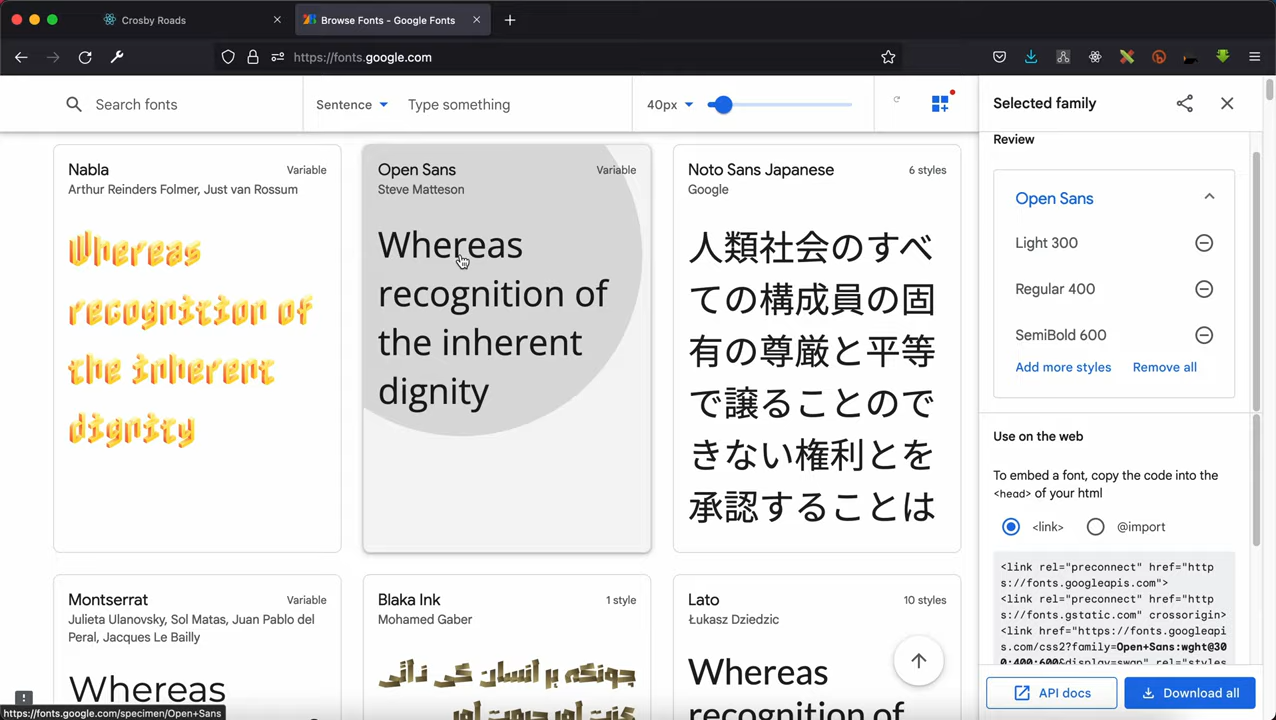 Crosby Roads
Browse Fonts - Google Fonts
https://fonts.google.com
Search fonts
Sentence
Type something
40px
Selected family
Review
Open Sans
Light 300
Regular 400
SemiBold 600
Add more styles
Remove all
Use on the web
To embed a font, copy the code into the
<head> of your html
<link>
@import
<link rel="preconnect" href="http
s://fonts.googleapis.com">
<link rel="preconnect" href="http
s://fonts.gstatic.com" crossorigin>
<link href="https://fonts.googleapi
s.com/css2?family=Open+Sans:wght@30
0;400;600&display=swap" rel="styles
API docs
Download all
Nabla
Variable
Arthur Reinders Folmer, Just van Rossum
Whereas
recognition of
the inherent
dignity
Open Sans
Variable
Steve Matteson
Whereas
recognition of
the inherent
dignity
Noto Sans Japanese
6 styles
Google
人類社会のすべ
ての構成員の固
有の尊厳と平等
で譲ることので
きない権利とを
承認することは
Montserrat
Variable
Julieta Ulanovsky, Sol Matas, Juan Pablo del
Peral, Jacques Le Bailly
Whereas
Blaka Ink
1 style
Mohamed Gaber
Lato
10 styles
Łukasz Dziedzic
Whereas
recognition of
https://fonts.google.com/specimen/Open+Sans